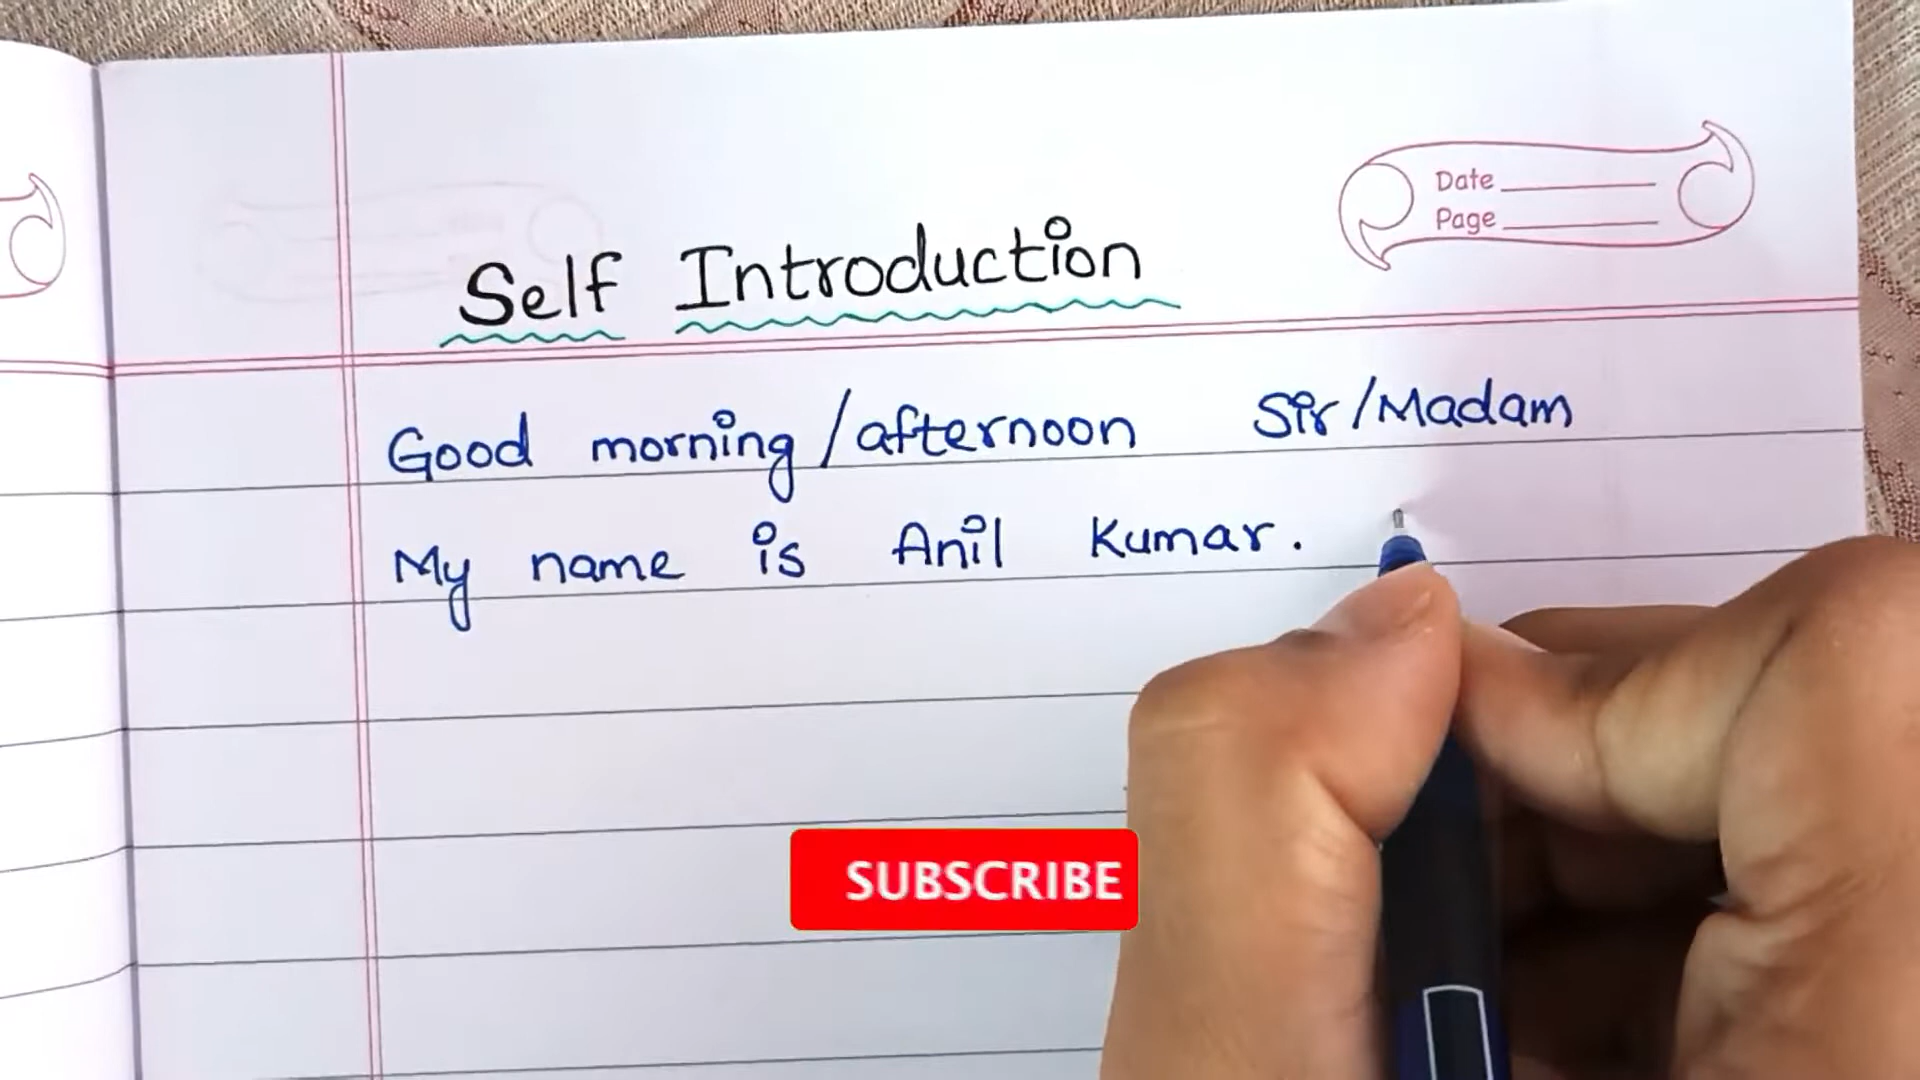 Date
Page
Self Introduction
Good morning/afternoon Sir/Madam
My name is Anil Kumar.
SUBSCRIBE